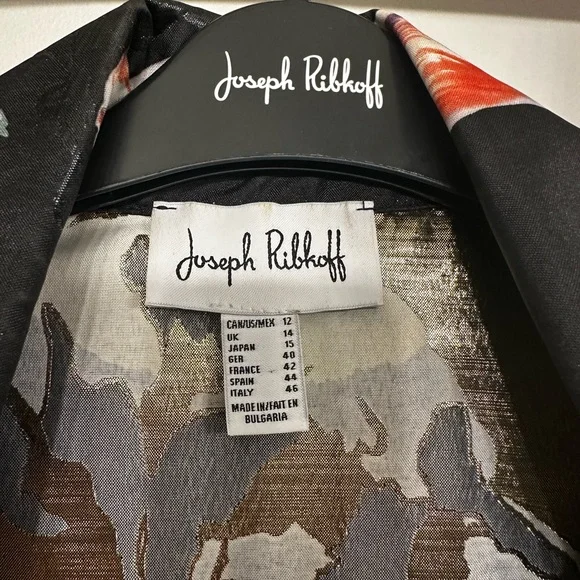 Joseph Ribkoff
Joseph Ribkoff
CAN/US/MEX 12
UK 14
JAPAN 15
GER 40
FRANCE 42
SPAIN 44
ITALY 46
MADE IN/FAIT EN
BULGARIA